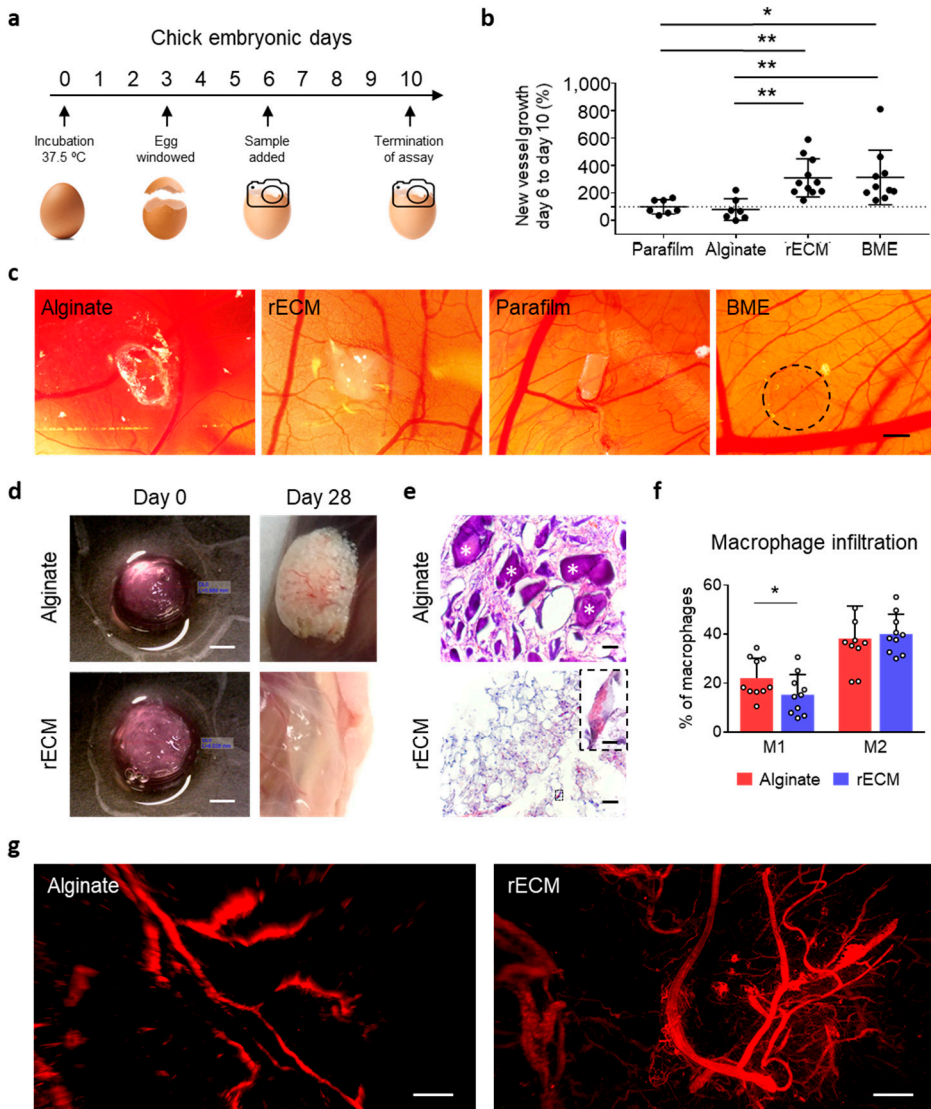 a
Chick embryonic days
0 1 2 3 4 5 6 7 8 9 10
Incubation
37.5 ºC
Egg
windowed
Sample
added
Termination
of assay
b
*
**
**
**
New vessel growth
day 6 to day 10 (%)
1,000
800
600
400
200
0
Parafilm Alginate rECM BME
c
Alginate
rECM
Parafilm
BME
d
Day 0
Day 28
Alginate
rECM
e
Alginate
* * * *
rECM
f
Macrophage infiltration
*
% of macrophages
60
40
20
0
M1 M2
Alginate rECM
g
Alginate
rECM